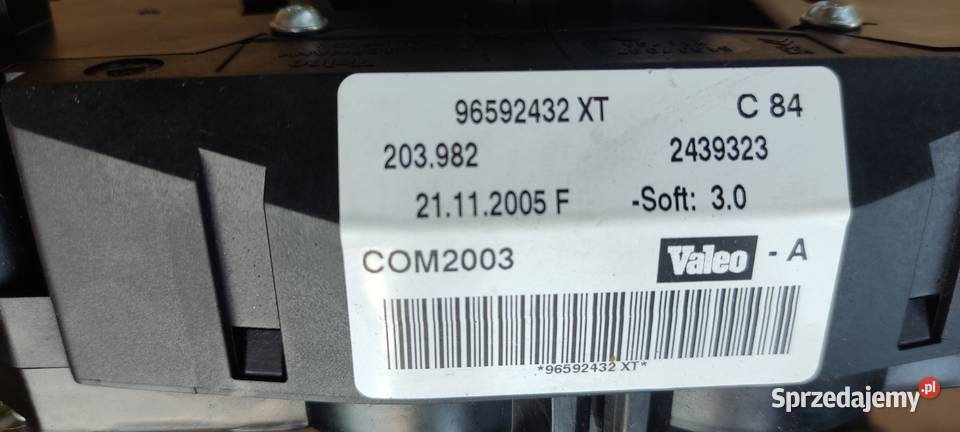 96592432 XT C 84
203.982 2439323
21.11.2005 F -Soft: 3.0
COM2003 Valeo - A
*96592432 XT*
Sprzedajemy.pl